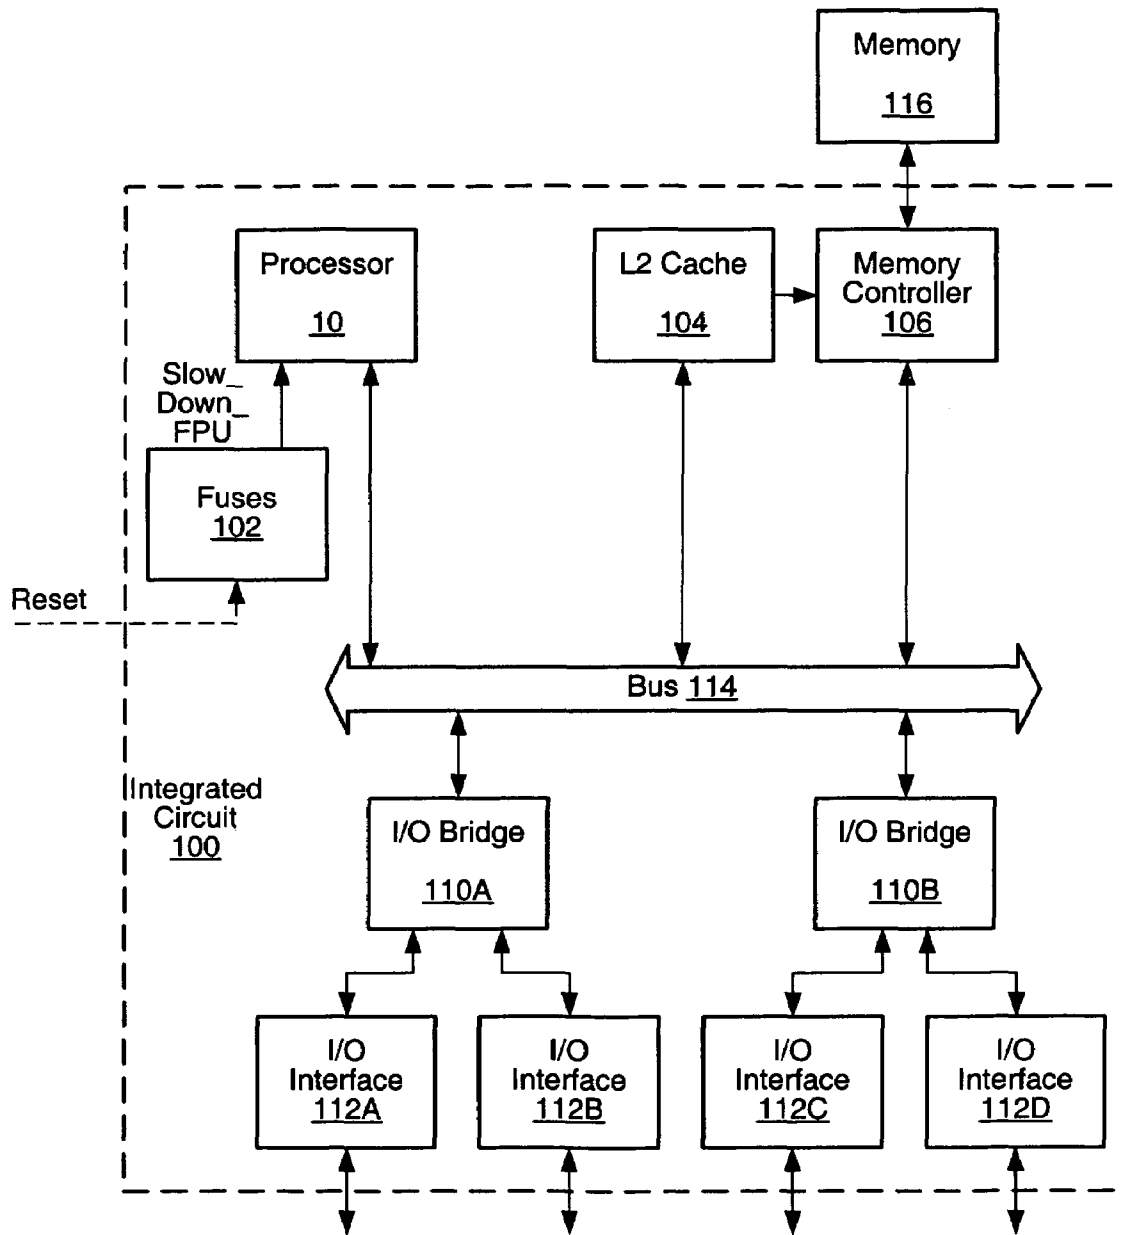 Memory
116
Processor
10
L2 Cache
104
Memory
Controller
106
Slow_
Down_
FPU
Fuses
102
Reset
Bus 114
Integrated
Circuit
100
I/O Bridge
110A
I/O Bridge
110B
I/O
Interface
112A
I/O
Interface
112B
I/O
Interface
112C
I/O
Interface
112D